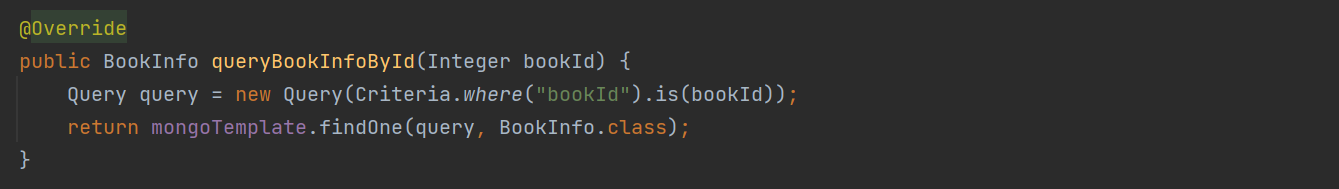 @Override
public BookInfo queryBookInfoById(Integer bookId) {
    Query query = new Query(Criteria.where("bookId").is(bookId));
    return mongoTemplate.findOne(query, BookInfo.class);
}